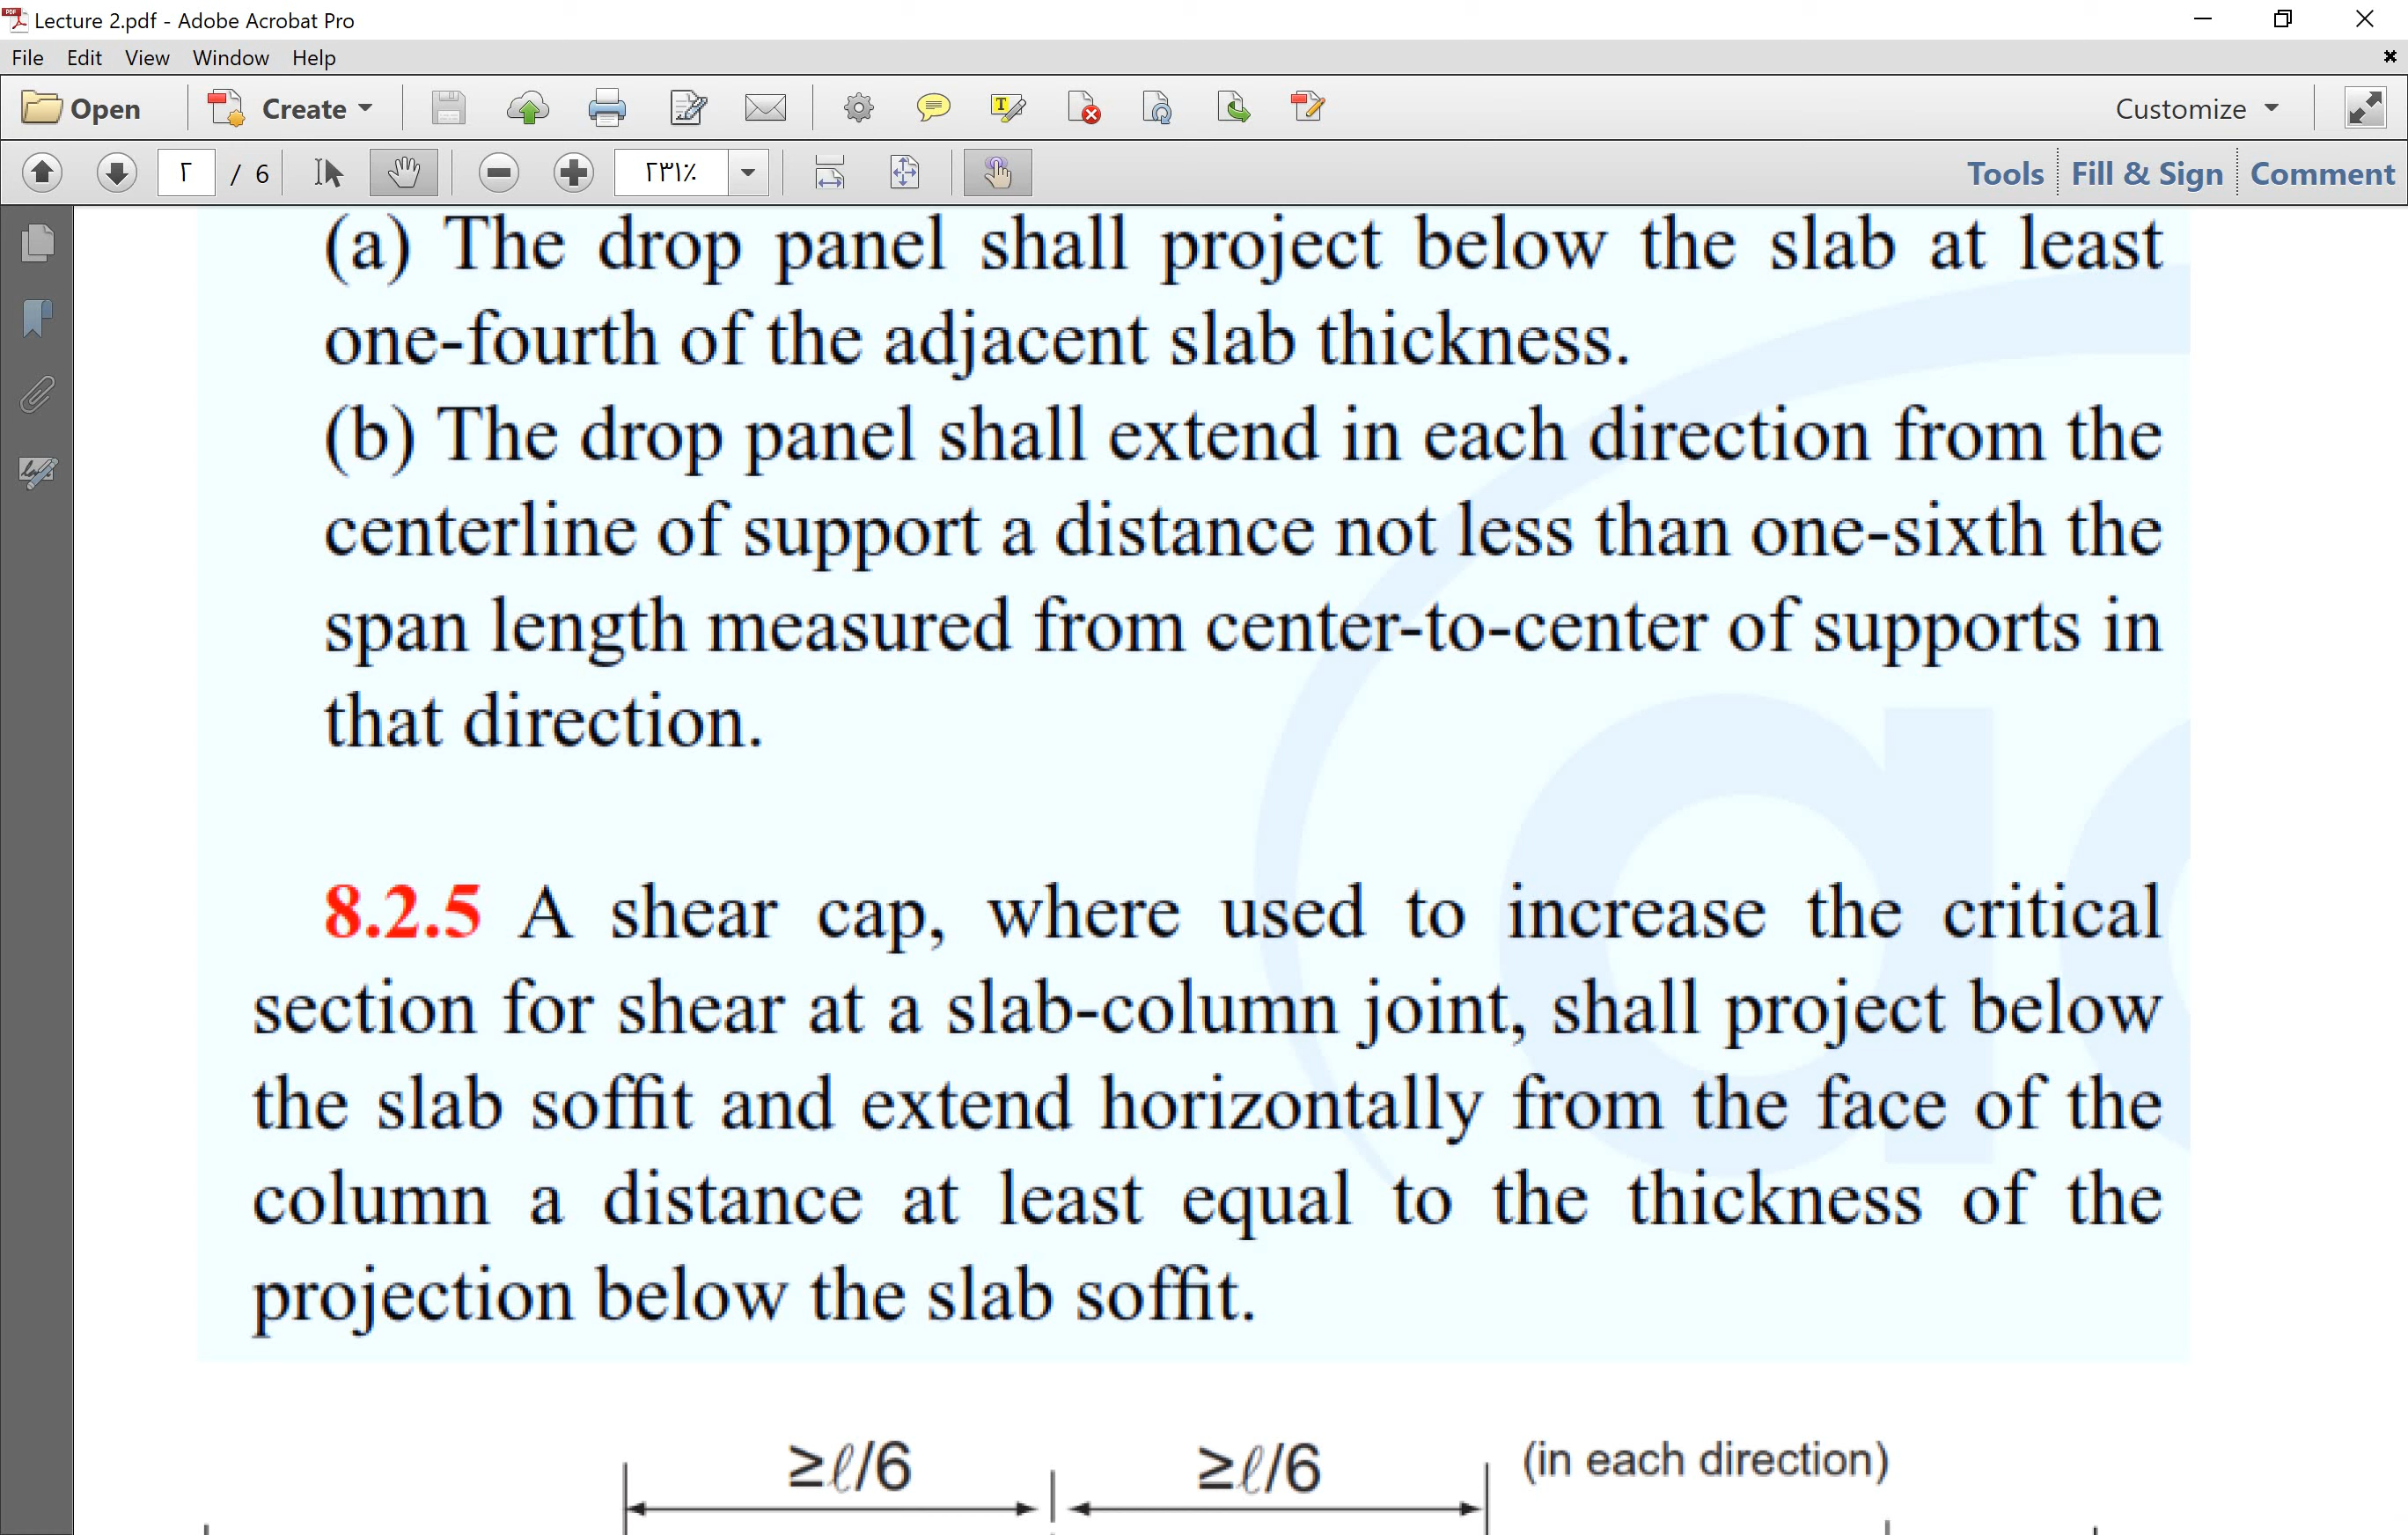 Lecture 2.pdf - Adobe Acrobat Pro
File Edit View Window Help
Open Create Customize
٢ / 6 ٢٣١٪ Tools Fill & Sign Comment
(a) The drop panel shall project below the slab at least
one-fourth of the adjacent slab thickness.
(b) The drop panel shall extend in each direction from the
centerline of support a distance not less than one-sixth the
span length measured from center-to-center of supports in
that direction.
8.2.5 A shear cap, where used to increase the critical
section for shear at a slab-column joint, shall project below
the slab soffit and extend horizontally from the face of the
column a distance at least equal to the thickness of the
projection below the slab soffit.
≥ℓ/6 ≥ℓ/6 (in each direction)